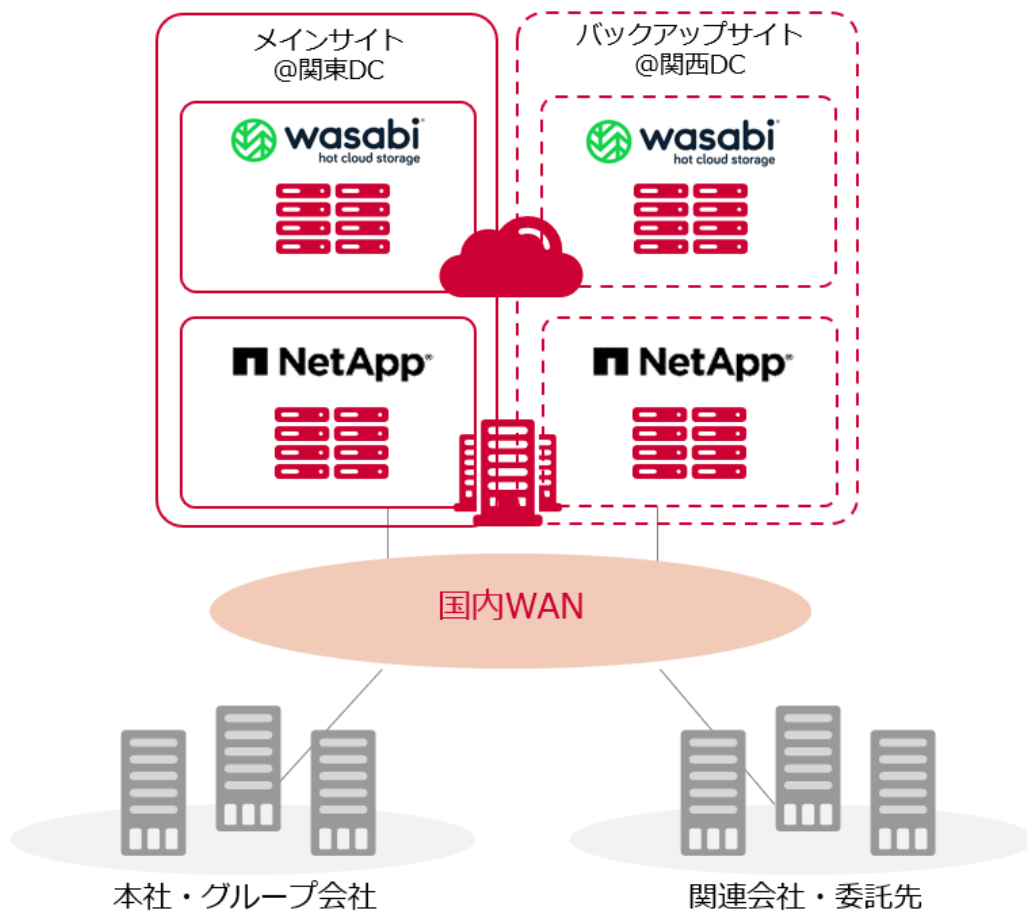 メインサイト
@関東DC
バックアップサイト
@関西DC
wasabi
hot cloud storage
wasabi
hot cloud storage
NetApp®
NetApp®
国内WAN
本社・グループ会社
関連会社・委託先